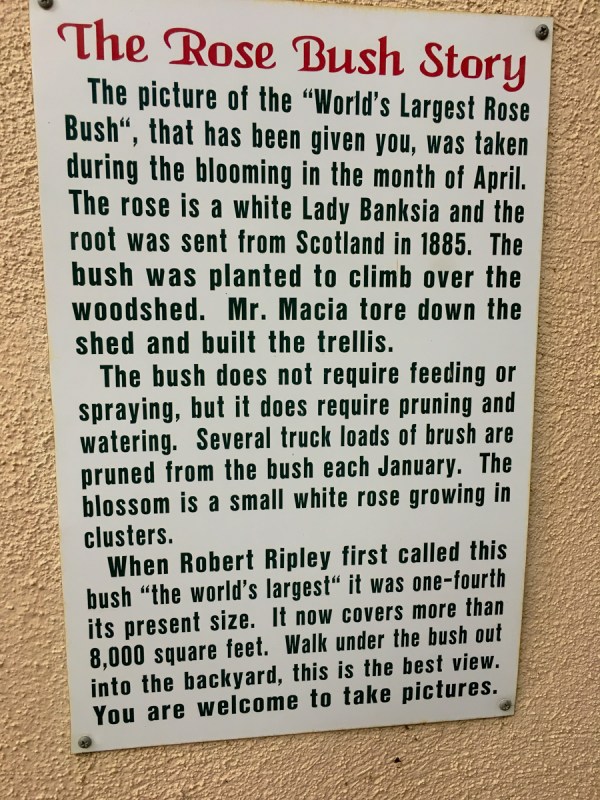 The Rose Bush Story
The picture of the “World's Largest Rose
Bush“, that has been given you, was taken
during the blooming in the month of April.
The rose is a white Lady Banksia and the
root was sent from Scotland in 1885. The
bush was planted to climb over the
woodshed. Mr. Macia tore down the
shed and built the trellis.
The bush does not require feeding or
spraying, but it does require pruning and
watering. Several truck loads of brush are
pruned from the bush each January. The
blossom is a small white rose growing in
clusters.
When Robert Ripley first called this
bush “the world's largest“ it was one-fourth
its present size. It now covers more than
8,000 square feet. Walk under the bush out
into the backyard, this is the best view.
You are welcome to take pictures.